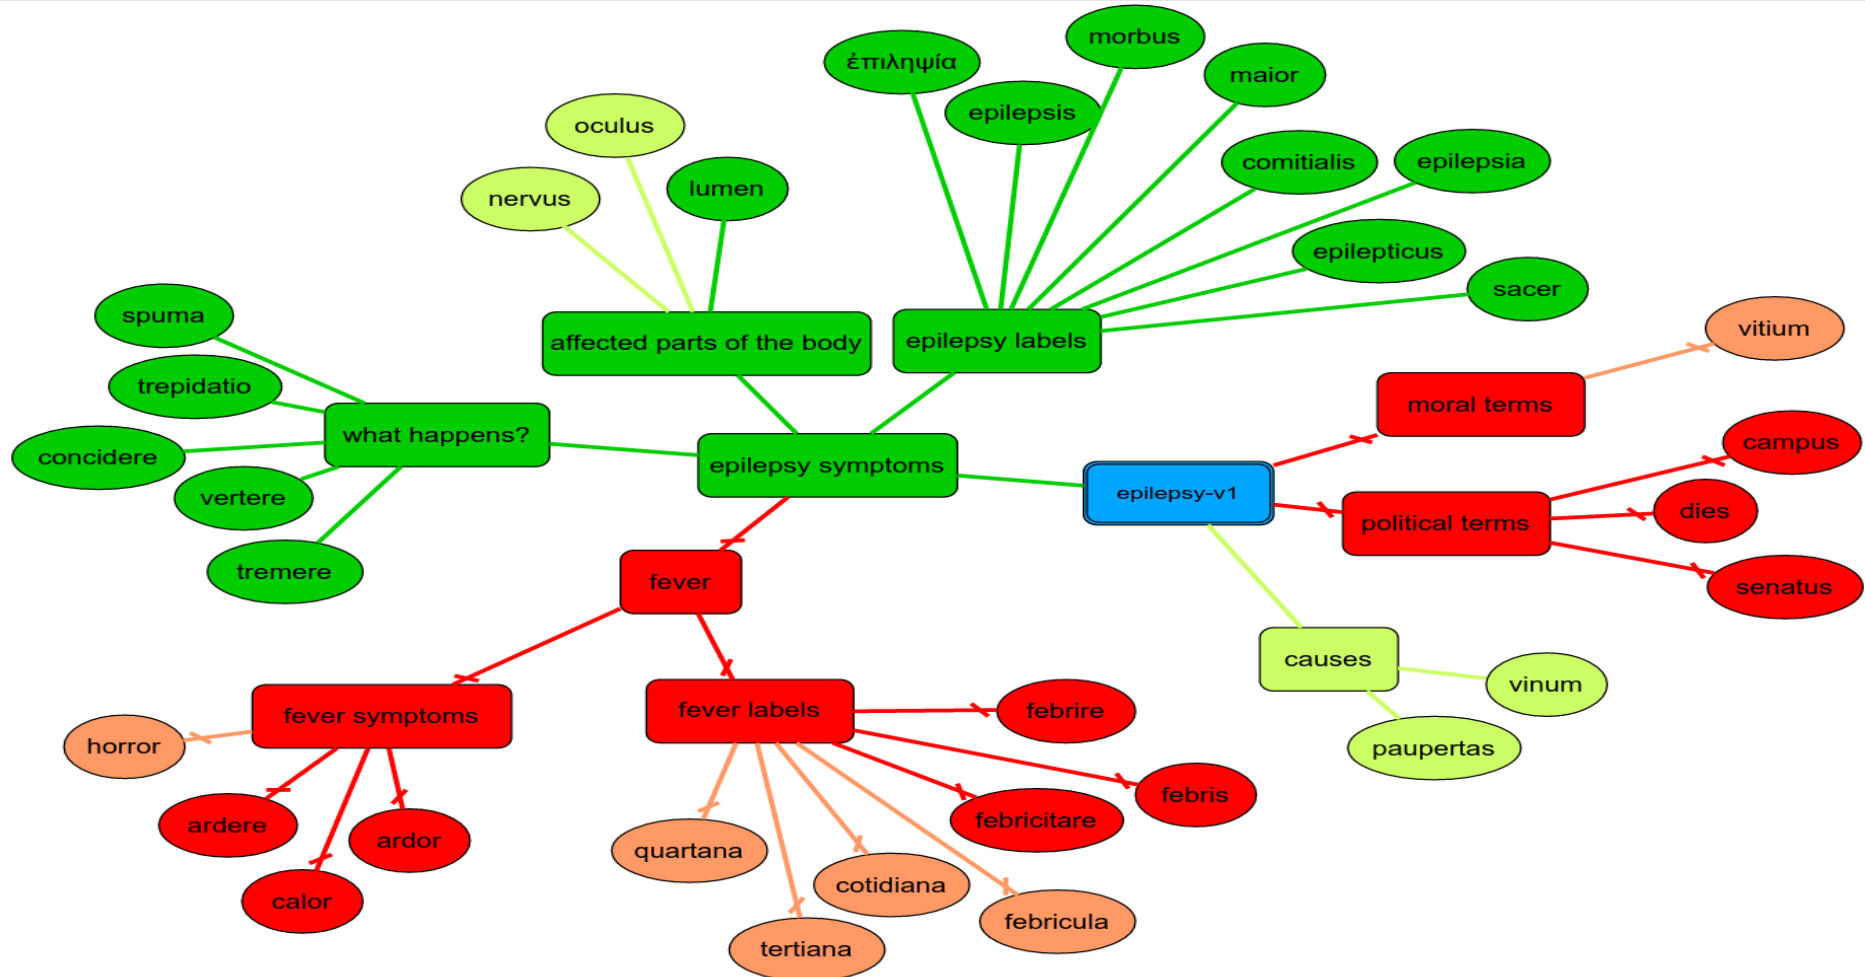 morbus
ἐπιληψία
maior
epilepsis
oculus
comitialis
epilepsia
lumen
nervus
epilepticus
sacer
spuma
vitium
affected parts of the body
epilepsy labels
trepidatio
moral terms
what happens?
campus
concidere
epilepsy symptoms
epilepsy-v1
vertere
dies
political terms
tremere
fever
senatus
causes
vinum
fever symptoms
fever labels
febrire
horror
paupertas
febris
ardere
febricitare
ardor
quartana
cotidiana
calor
febricula
tertiana